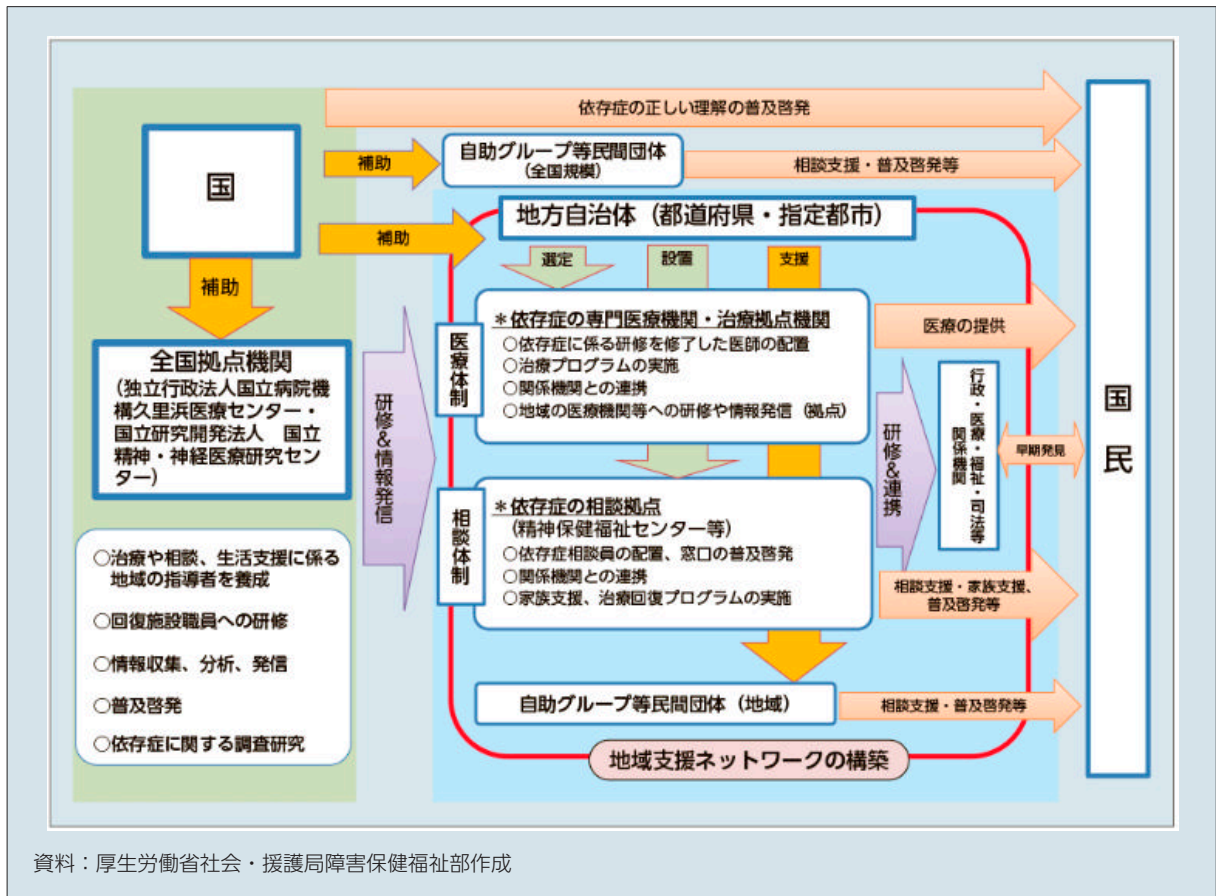 依存症の正しい理解の普及啓発
国
補助
自助グループ等民間団体
(全国規模)
相談支援・普及啓発等
補助
地方自治体（都道府県・指定都市）
補助
選定
設置
支援
全国拠点機関
(独立行政法人国立病院機
構久里浜医療センター・
国立研究開発法人　国立
精神・神経医療研究セン
ター)
○治療や相談、生活支援に係る
地域の指導者を養成
○回復施設職員への研修
○情報収集、分析、発信
○普及啓発
○依存症に関する調査研究
研修&情報発信
医療体制
＊依存症の専門医療機関・治療拠点機関
○依存症に係る研修を修了した医師の配置
○治療プログラムの実施
○関係機関との連携
○地域の医療機関等への研修や情報発信（拠点）
医療の提供
相談体制
＊依存症の相談拠点
(精神保健福祉センター等)
○依存症相談員の配置、窓口の普及啓発
○関係機関との連携
○家族支援、治療回復プログラムの実施
研修&連携
行政・医療・福祉・司法等
関係機関
早期発見
相談支援・家族支援、
普及啓発等
自助グループ等民間団体（地域）
相談支援・普及啓発等
地域支援ネットワークの構築
国民
資料：厚生労働省社会・援護局障害保健福祉部作成